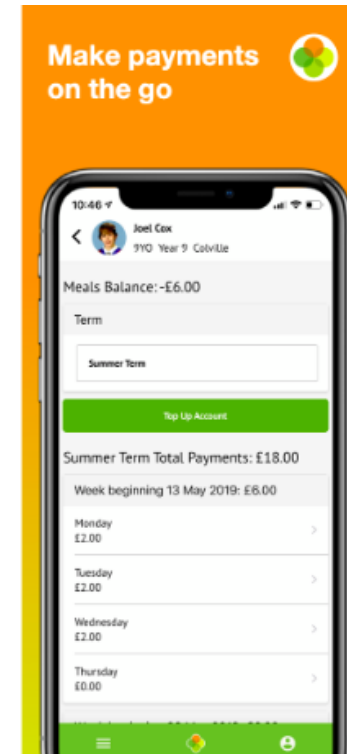 Make payments
on the go
10:46
Joel Cox
9YO Year 9 Colville
Meals Balance: -£6.00
Term
Summer Term
Top Up Account
Summer Term Total Payments: £18.00
Week beginning 13 May 2019: £6.00
Monday
£2.00
Tuesday
£2.00
Wednesday
£2.00
Thursday
£0.00